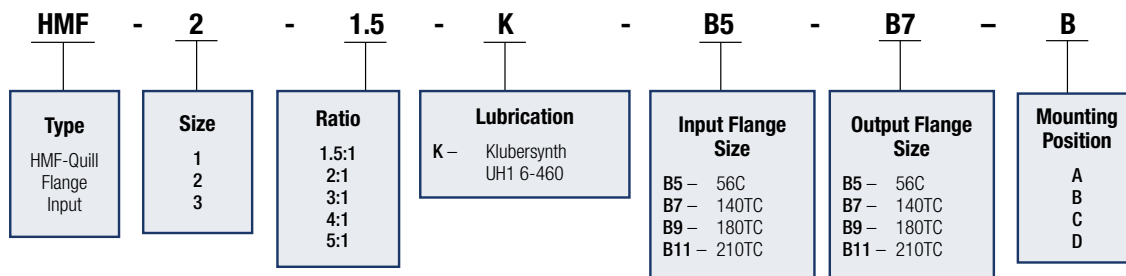 HMF - 2 - 1.5 - K - B5 - B7 – B
Type
HMF-Quill
Flange
Input
Size
1
2
3
Ratio
1.5:1
2:1
3:1
4:1
5:1
Lubrication
K – Klubersynth
UH1 6-460
Input Flange
Size
B5 – 56C
B7 – 140TC
B9 – 180TC
B11 – 210TC
Output Flange
Size
B5 – 56C
B7 – 140TC
B9 – 180TC
B11 – 210TC
Mounting
Position
A
B
C
D